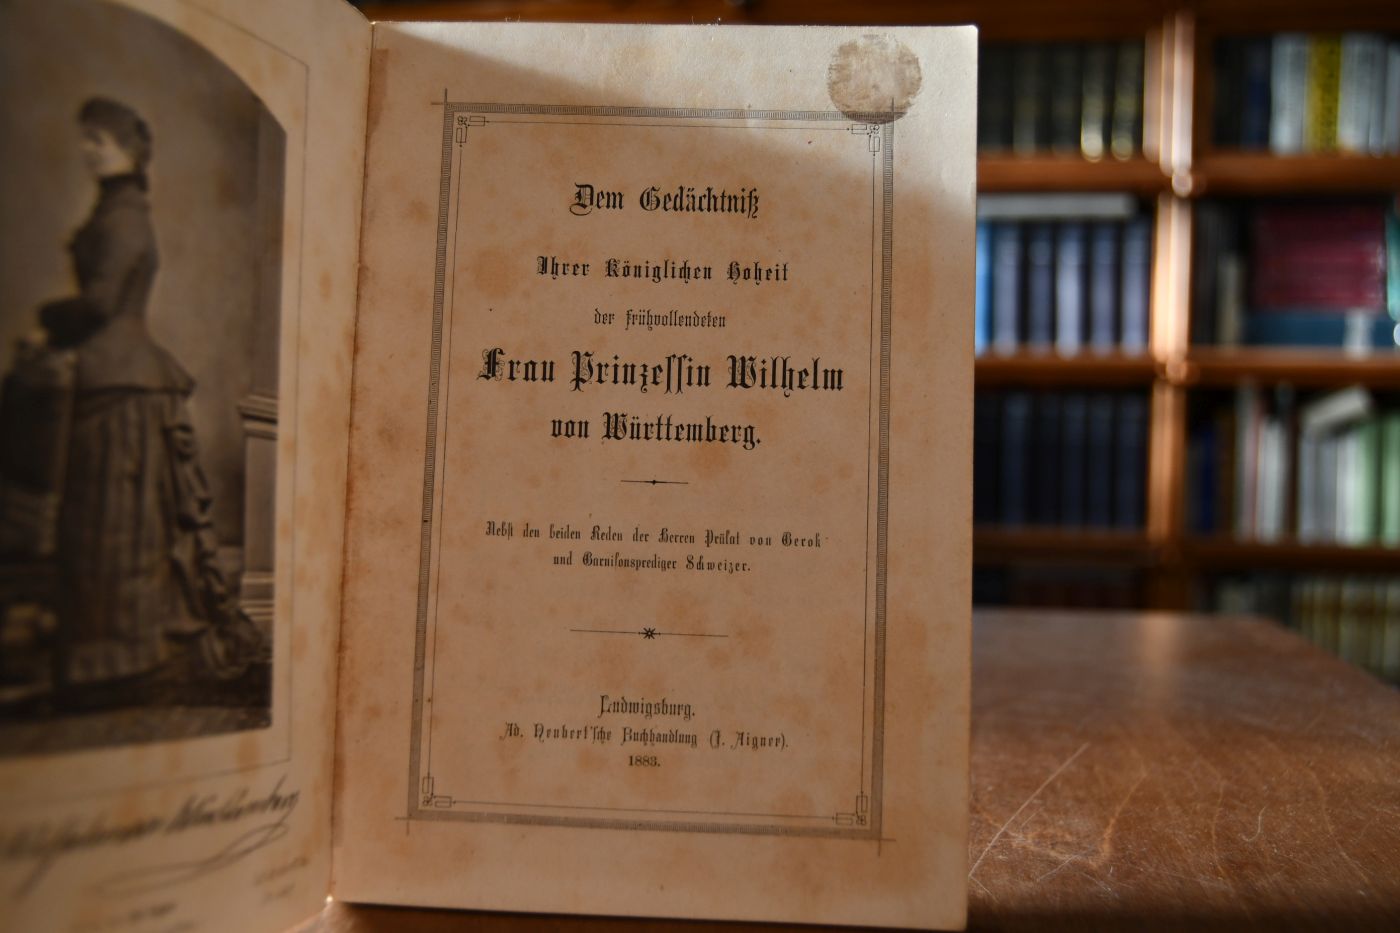 Dem Gedächtniß
Ihrer Königlichen Hoheit
der frühvollendeten
Frau Prinzessin Wilhelm
von Württemberg.
Nebst den beiden Reden der Herren Prälat von Gerok
und Garnisonsprediger Schweizer.
Ludwigsburg.
Ad. Neubert'sche Buchhandlung (J. Aigner).
1883.